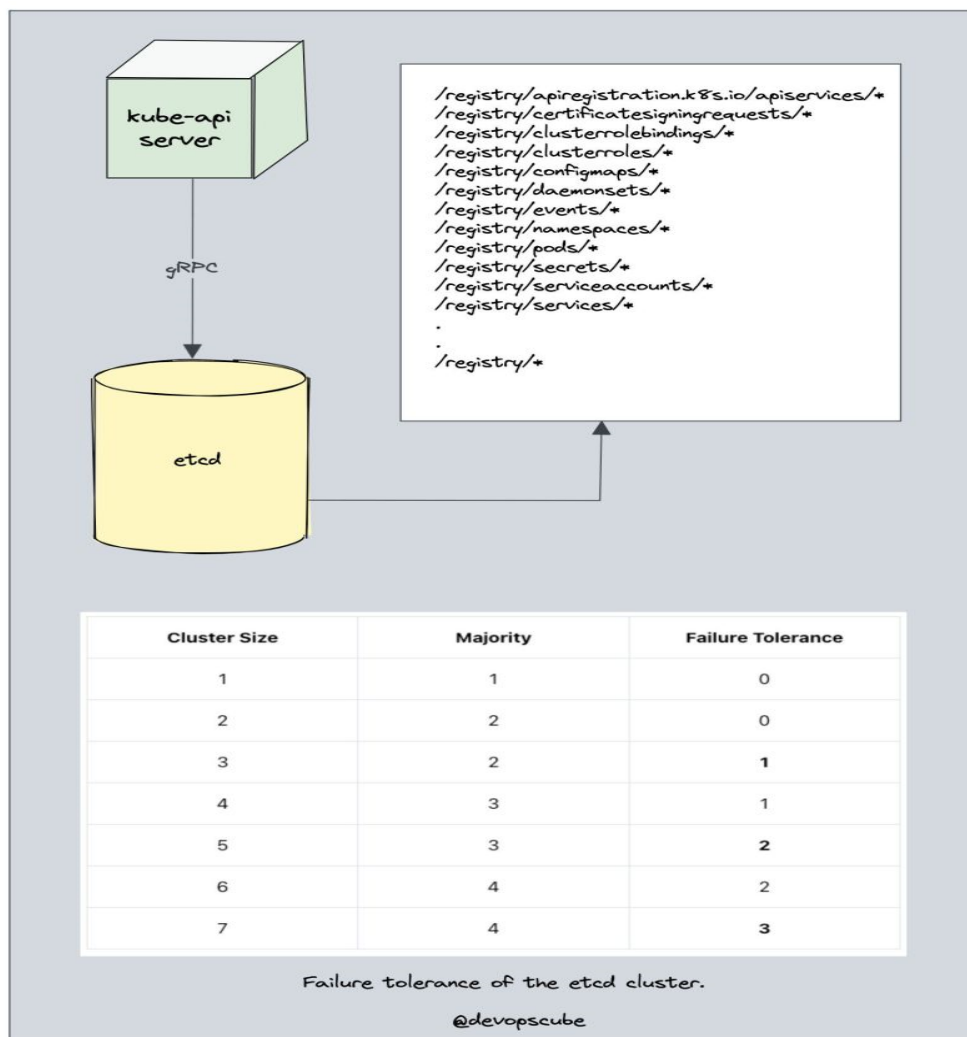 kube-api
server
gRPC
etcd
/registry/apiregistration.k8s.io/apiservices/*
/registry/certificatesigningrequests/*
/registry/clusterrolebindings/*
/registry/clusterroles/*
/registry/configmaps/*
/registry/daemonsets/*
/registry/events/*
/registry/namespaces/*
/registry/pods/*
/registry/secrets/*
/registry/serviceaccounts/*
/registry/services/*
.
.
/registry/*
Cluster Size Majority Failure Tolerance
1 1 0
2 2 0
3 2 1
4 3 1
5 3 2
6 4 2
7 4 3
Failure tolerance of the etcd cluster.
@devopscube